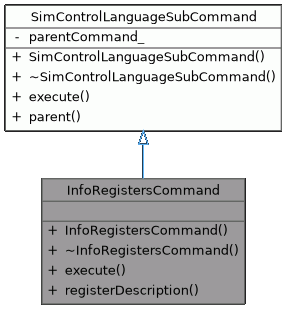 SimControlLanguageSubCommand
- parentCommand_
+ SimControlLanguageSubCommand()
+ ~SimControlLanguageSubCommand()
+ execute()
+ parent()
InfoRegistersCommand
+ InfoRegistersCommand()
+ ~InfoRegistersCommand()
+ execute()
+ registerDescription()